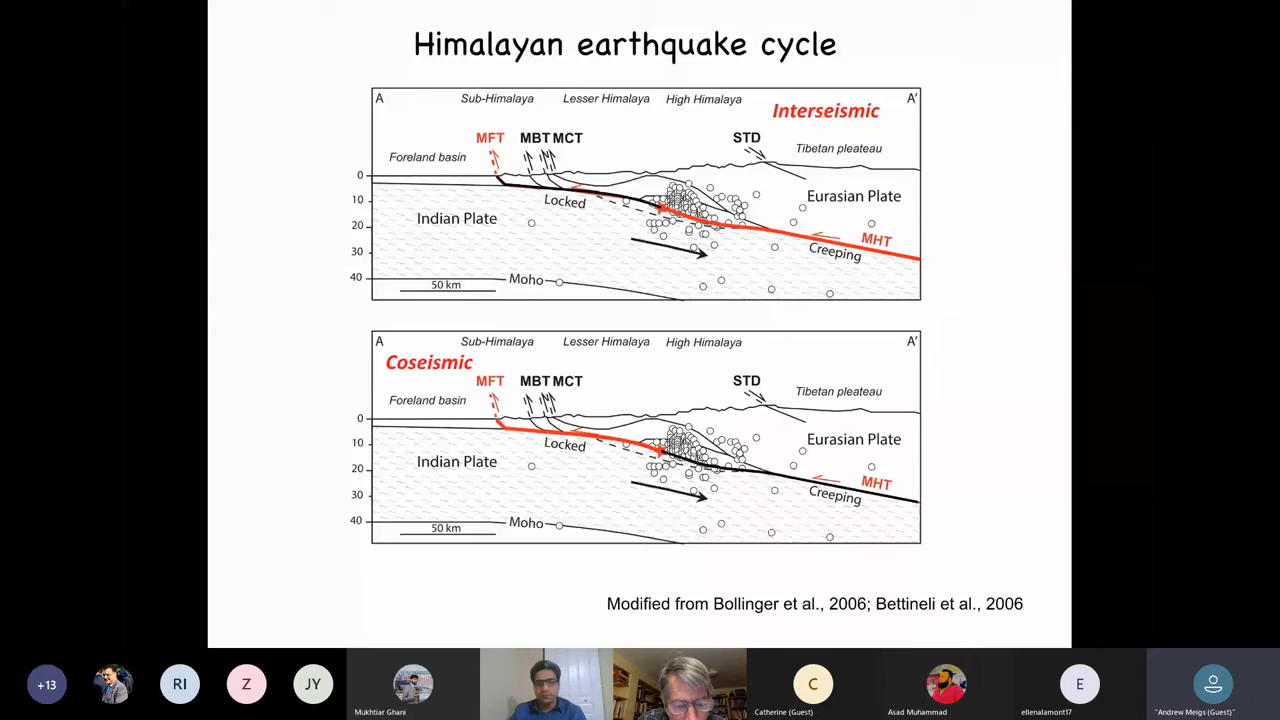 Himalayan earthquake cycle
A Sub-Himalaya Lesser Himalaya High Himalaya A'
Interseismic
MFT MBT MCT STD
Foreland basin Tibetan pleateau
0
Eurasian Plate
10
Locked
Indian Plate
20
MHT
Creeping
30
40
Moho
50 km
A Sub-Himalaya Lesser Himalaya High Himalaya A'
Coseismic
MFT MBT MCT STD
Foreland basin Tibetan pleateau
0
Eurasian Plate
10
Locked
Indian Plate
20
MHT
Creeping
30
40
Moho
50 km
Modified from Bollinger et al., 2006; Bettineli et al., 2006
+13 RI Z JY C E
Mukhtiar Ghani Catherine (Guest) Asad Muhammad ellenalamont17 "Andrew Meigs (Guest)"